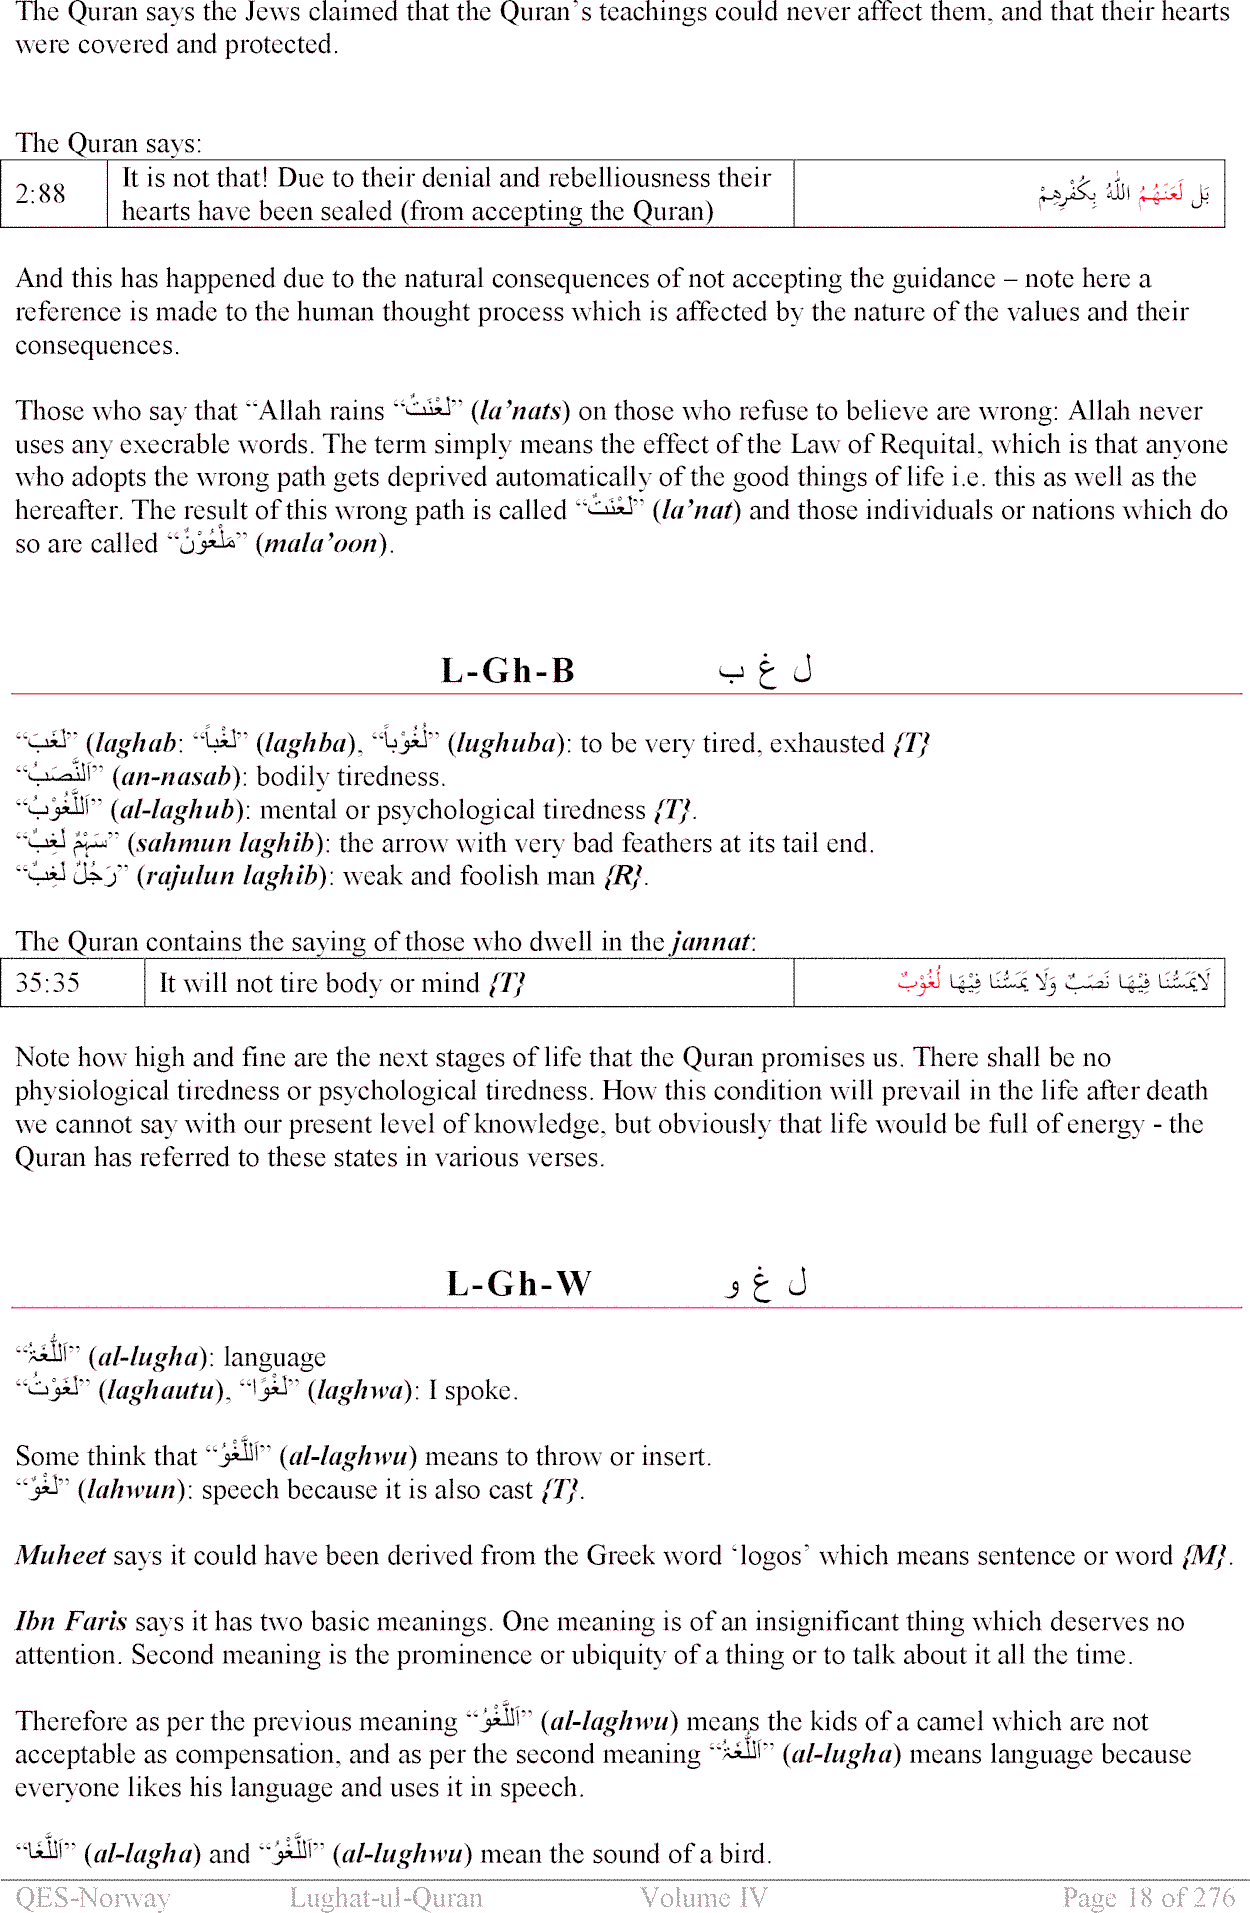 The Quran says the Jews claimed that the Quran’s teachings could never affect them, and that their hearts
were covered and protected.
The Quran says:
2:88 It is not that! Due to their denial and rebelliousness their hearts have been sealed (from accepting the Quran) بَل لَّعَنَهُمُ اللَّهُ بِكُفْرِهِمْ
And this has happened due to the natural consequences of not accepting the guidance – note here a
reference is made to the human thought process which is affected by the nature of the values and their
consequences.
Those who say that “Allah rains “لَعْنَتٌ” (la’nats) on those who refuse to believe are wrong: Allah never
uses any execrable words. The term simply means the effect of the Law of Requital, which is that anyone
who adopts the wrong path gets deprived automatically of the good things of life i.e. this as well as the
hereafter. The result of this wrong path is called “لَعْنَتٌ” (la’nat) and those individuals or nations which do
so are called “مَلْعُوْنٌ” (mala’oon).
L-Gh-B ل غ ب
“لَغَبَ” (laghab: “لَغْباً” (laghba), “لُغُوْباً” (lughuba): to be very tired, exhausted {T}
“اَلنَّصَبُ” (an-nasab): bodily tiredness.
“اَللُّغُوْبُ” (al-laghub): mental or psychological tiredness {T}.
“سَہْمٌ لَغِبٌ” (sahmun laghib): the arrow with very bad feathers at its tail end.
“رَجُلٌ لَغِبٌ” (rajulun laghib): weak and foolish man {R}.
The Quran contains the saying of those who dwell in the jannat:
35:35 It will not tire body or mind {T} لَا يَمَسُّنَا فِيْهَا نَصَبٌ وَلَا يَمَسُّنَا فِيْهَا لُغُوْبٌ
Note how high and fine are the next stages of life that the Quran promises us. There shall be no
physiological tiredness or psychological tiredness. How this condition will prevail in the life after death
we cannot say with our present level of knowledge, but obviously that life would be full of energy - the
Quran has referred to these states in various verses.
L-Gh-W ل غ و
“اَللُّغَۃُ” (al-lugha): language
“لَغَوْتُ” (laghautu), “لَغْوًا” (laghwa): I spoke.
Some think that “اَللَّغْوُ” (al-laghwu) means to throw or insert.
“لَغْوٌ” (lahwun): speech because it is also cast {T}.
Muheet says it could have been derived from the Greek word ‘logos’ which means sentence or word {M}.
Ibn Faris says it has two basic meanings. One meaning is of an insignificant thing which deserves no
attention. Second meaning is the prominence or ubiquity of a thing or to talk about it all the time.
Therefore as per the previous meaning “اَللَّغْوُ” (al-laghwu) means the kids of a camel which are not
acceptable as compensation, and as per the second meaning “اَللُّغَۃُ” (al-lugha) means language because
everyone likes his language and uses it in speech.
“اَللَّغَا” (al-lagha) and “اَللَّغْوُ” (al-lughwu) mean the sound of a bird.
QES-Norway Lughat-ul-Quran Volume IV Page 18 of 276